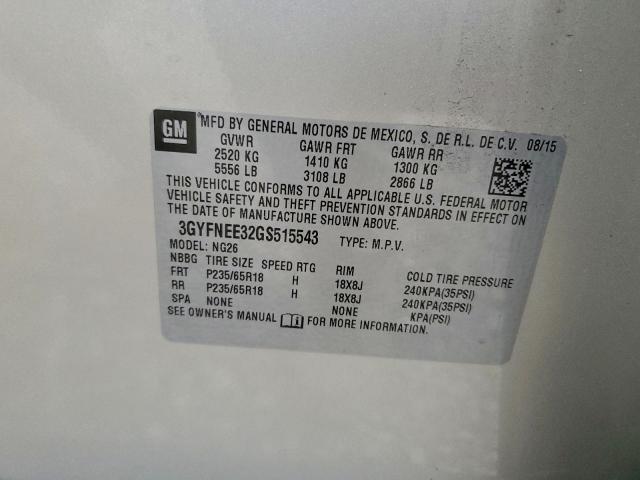 GM
® MFD BY GENERAL MOTORS DE MEXICO, S. DE R.L. DE C.V. 08/15
GVWR GAWR FRT GAWR RR
2520 KG 1410 KG 1300 KG
5556 LB 3108 LB 2866 LB
THIS VEHICLE CONFORMS TO ALL APPLICABLE U.S. FEDERAL MOTOR
VEHICLE SAFETY AND THEFT PREVENTION STANDARDS IN EFFECT ON
THE DATE OF MANUFACTURE SHOWN ABOVE.
3GYFNEE32GS515543 TYPE: M.P.V.
MODEL: NG26
NBBG TIRE SIZE SPEED RTG RIM COLD TIRE PRESSURE
FRT P235/65R18 H 18X8J 240KPA(35PSI)
RR P235/65R18 H 18X8J 240KPA(35PSI)
SPA NONE NONE KPA(PSI)
SEE OWNER'S MANUAL i FOR MORE INFORMATION.